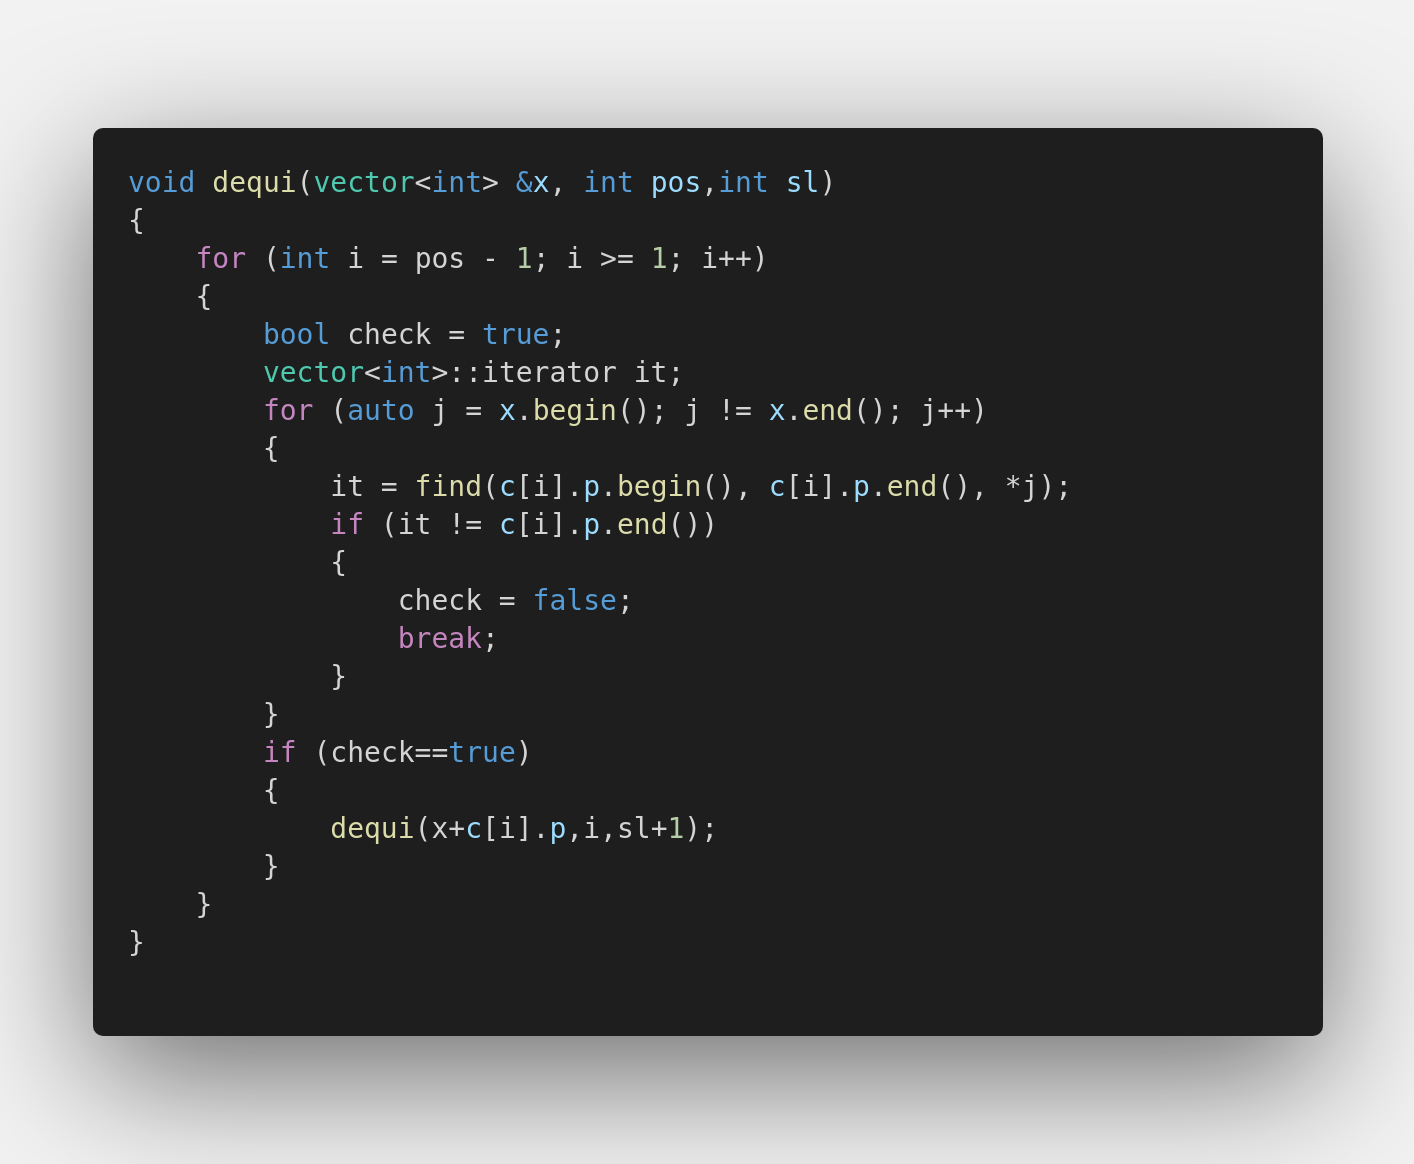 void dequi(vector<int> &x, int pos,int sl)
{
    for (int i = pos - 1; i >= 1; i++)
    {
        bool check = true;
        vector<int>::iterator it;
        for (auto j = x.begin(); j != x.end(); j++)
        {
            it = find(c[i].p.begin(), c[i].p.end(), *j);
            if (it != c[i].p.end())
            {
                check = false;
                break;
            }
        }
        if (check==true)
        {
            dequi(x+c[i].p,i,sl+1);
        }
    }
}